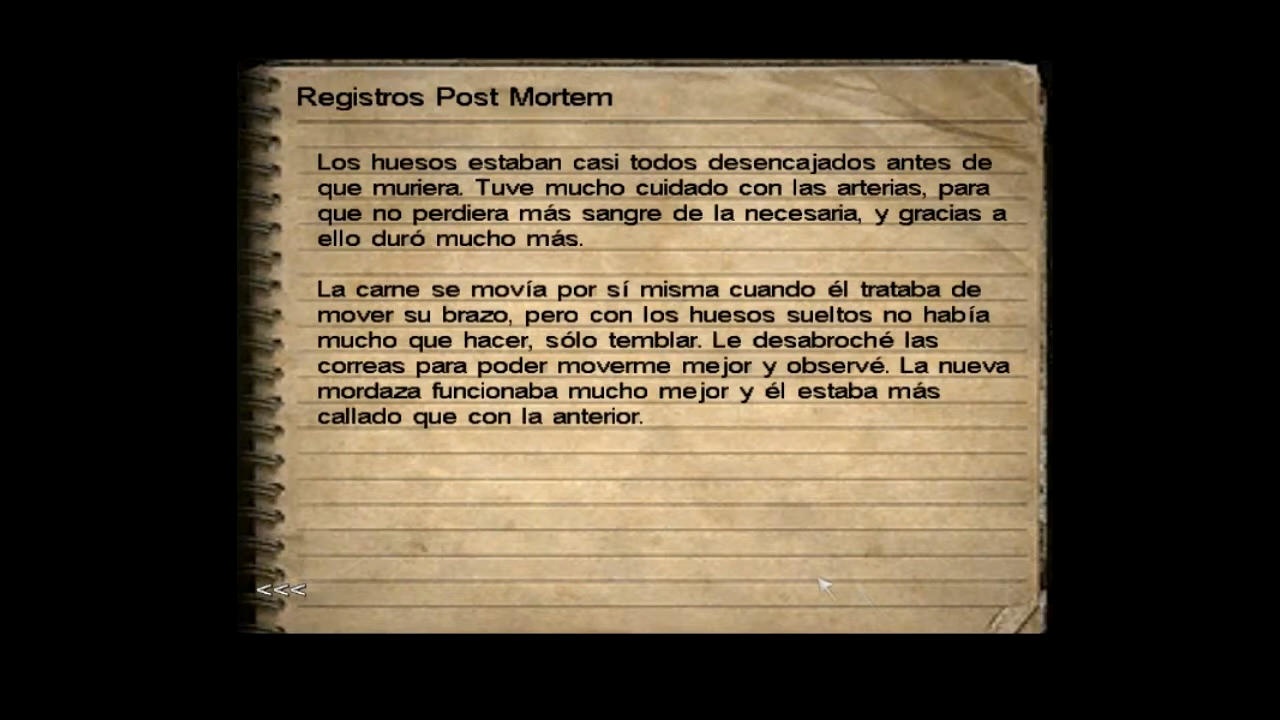 Registros Post Mortem
Los huesos estaban casi todos desencajados antes de
que muriera. Tuve mucho cuidado con las arterias, para
que no perdiera más sangre de la necesaria, y gracias a
ello duró mucho más.
La carne se movía por sí misma cuando él trataba de
mover su brazo, pero con los huesos sueltos no había
mucho que hacer, sólo temblar. Le desabroché las
correas para poder moverme mejor y observé. La nueva
mordaza funcionaba mucho mejor y él estaba más
callado que con la anterior.
<<<